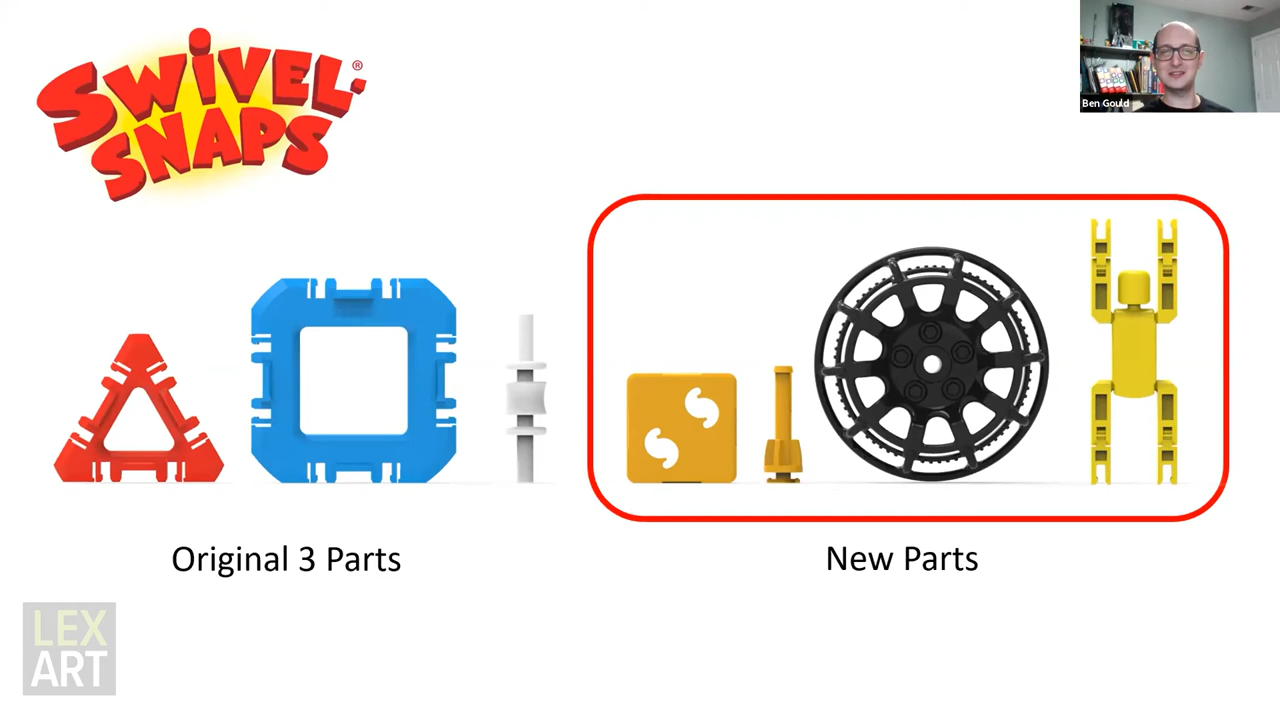 SWIVEL-
SNAPS®
Ben Gould
Original 3 Parts
New Parts
LEX
ART